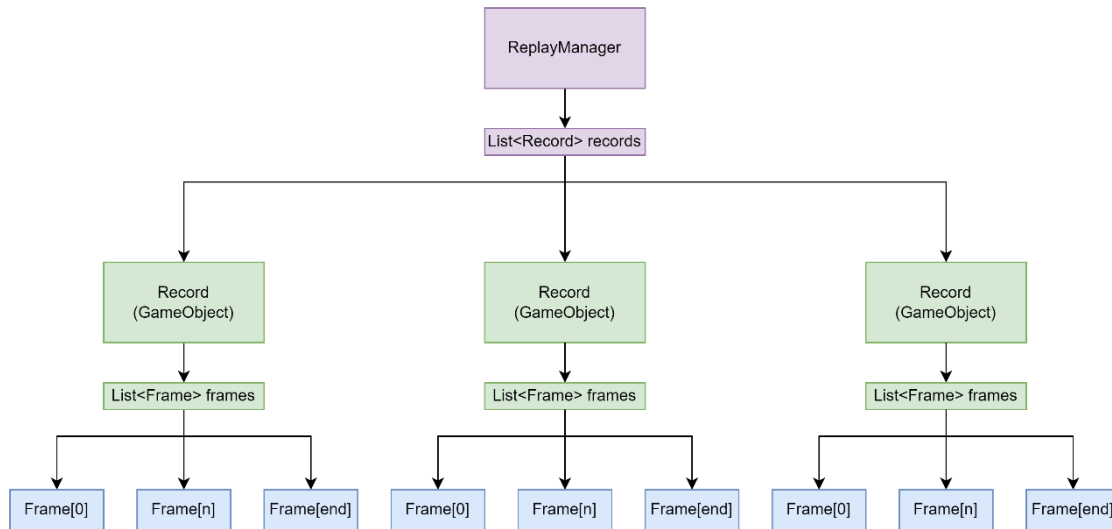 ReplayManager
List<Record> records
Record
(GameObject)
Record
(GameObject)
Record
(GameObject)
List<Frame> frames
List<Frame> frames
List<Frame> frames
Frame[0]
Frame[n]
Frame[end]
Frame[0]
Frame[n]
Frame[end]
Frame[0]
Frame[n]
Frame[end]